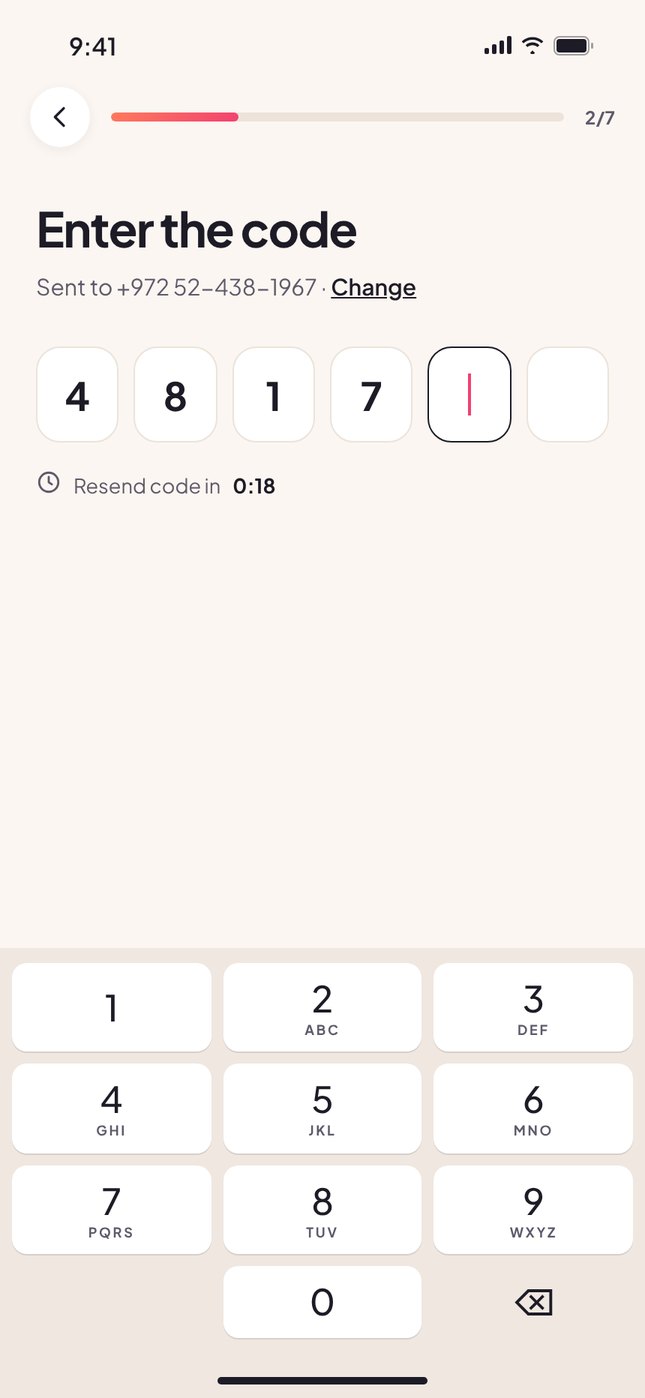 9:41
2/7
Enter the code
Sent to +972 52-438-1967 · Change
4 8 1 7
Resend code in 0:18
1 2 3
ABC DEF
4 5 6
GHI JKL MNO
7 8 9
PQRS TUV WXYZ
0